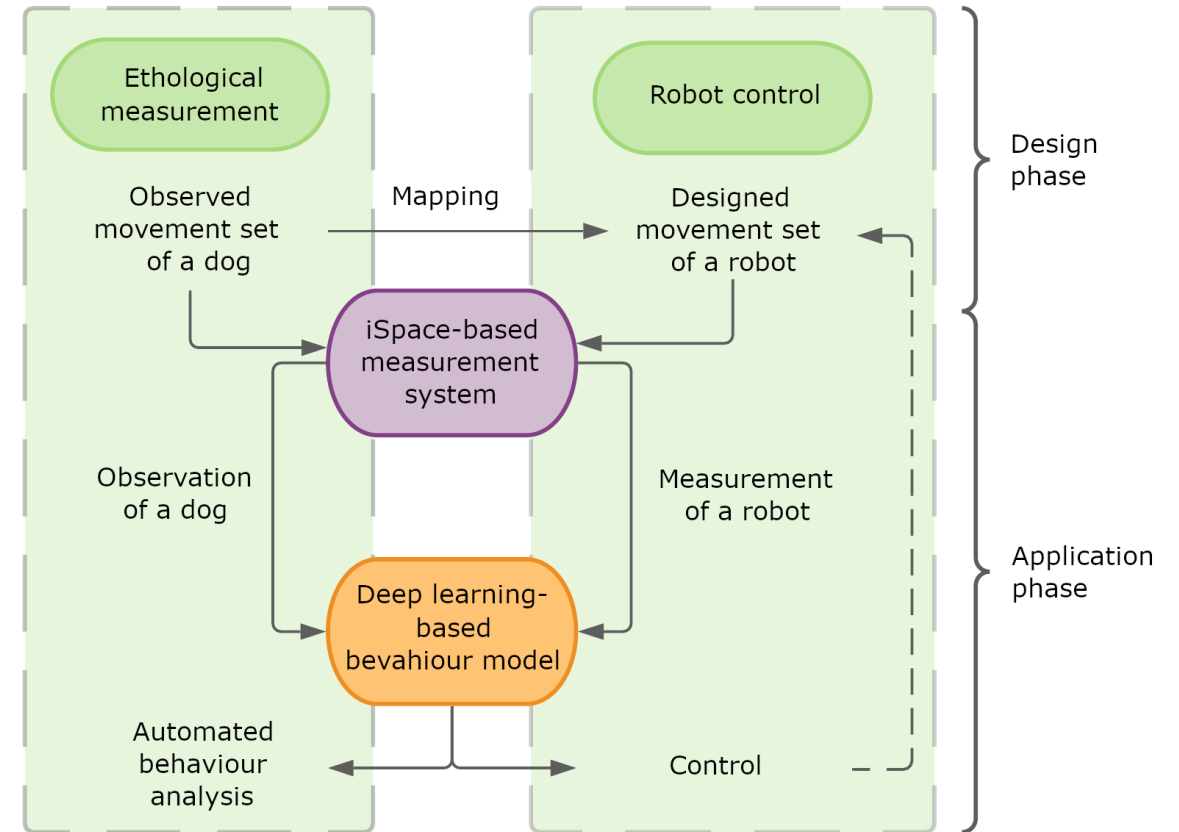 Ethological
measurement
Robot control
Design
phase
Observed
movement set
of a dog
Mapping
Designed
movement set
of a robot
iSpace-based
measurement
system
Observation
of a dog
Measurement
of a robot
Application
phase
Deep learning-
based
bevahiour model
Automated
behaviour
analysis
Control